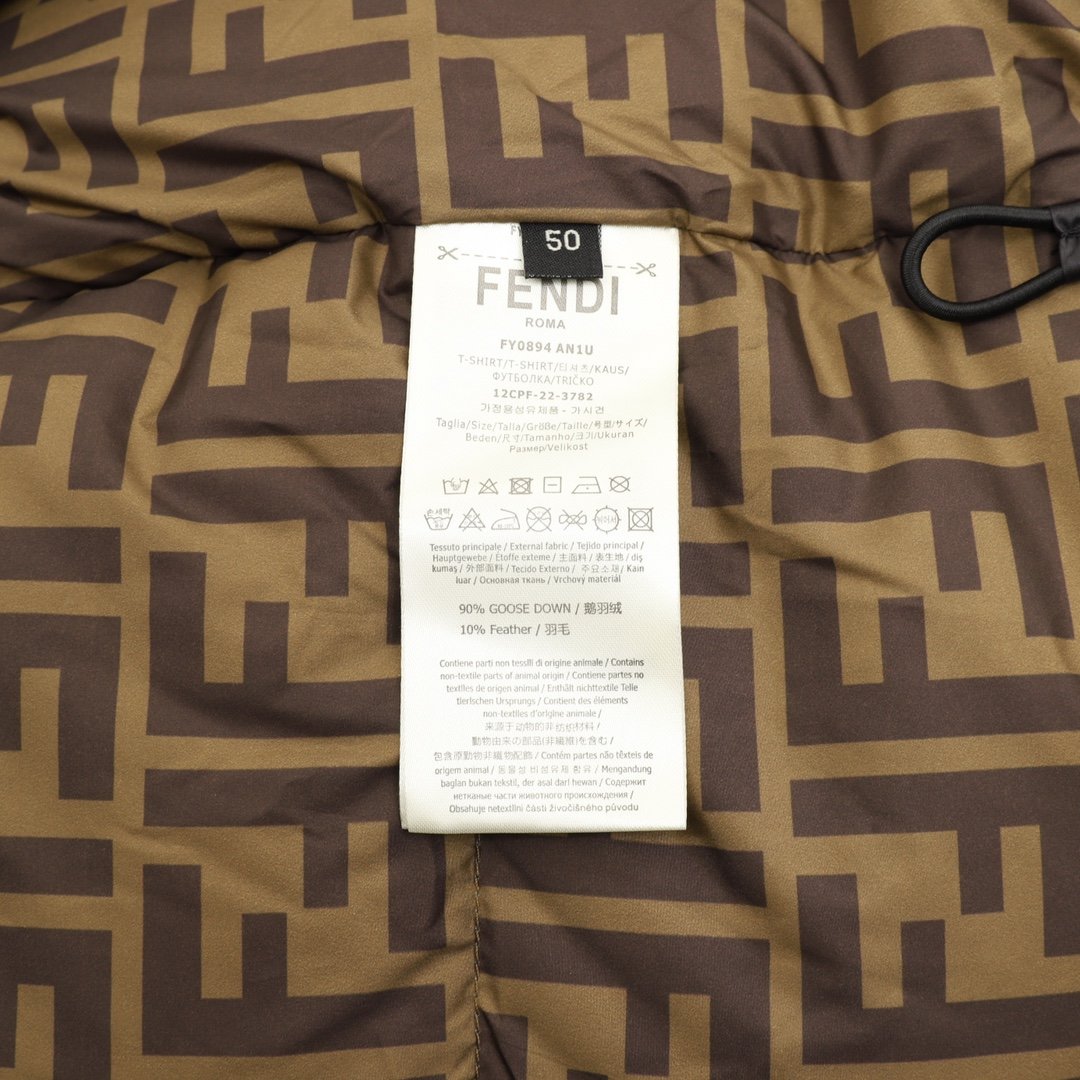 50
FENDI
ROMA
FY0894 AN1U
T-SHIRT/T-SHIRT/티셔츠/KAUS/
ФУТБОЛКА/TRIČKO
12CPF-22-3782
가정용섬유제품 - 가시건
Taglia/Size/Talla/Größe/Taille/号型/サイズ/
Beden/尺寸/Tamanho/크기/Ukuran
Размер/Velikost
손세탁
Tessuto principale / External fabric / Tejido principal /
Hauptgewebe / Étoffe externe / 主面料 / 表生地 / diş
kumaş / 外部面料 / Tecido Externo / 주요소재 / Kain
luar / Основная ткань / Vrchový materiál
90% GOOSE DOWN / 鹅羽绒
10% Feather / 羽毛
Contiene parti non tessili di origine animale / Contains
non-textile parts of animal origin / Contiene partes no
textiles de origen animal / Enthält nichttextile Teile
tierischen Ursprungs / Contient des éléments
non-textiles d'origine animale /
来源于动物的非纺织材料 /
動物由来の部品(非繊維)を含む /
包含原動物非織物配飾 / Contém partes não têxteis de
origem animal / 동물성 비섬유제 함유 / Mengandung
bagian bukan tekstil, der asal dari hewan / Содержит
нетканые части животного происхождения /
Obsahuje netextilní části živočišného původu